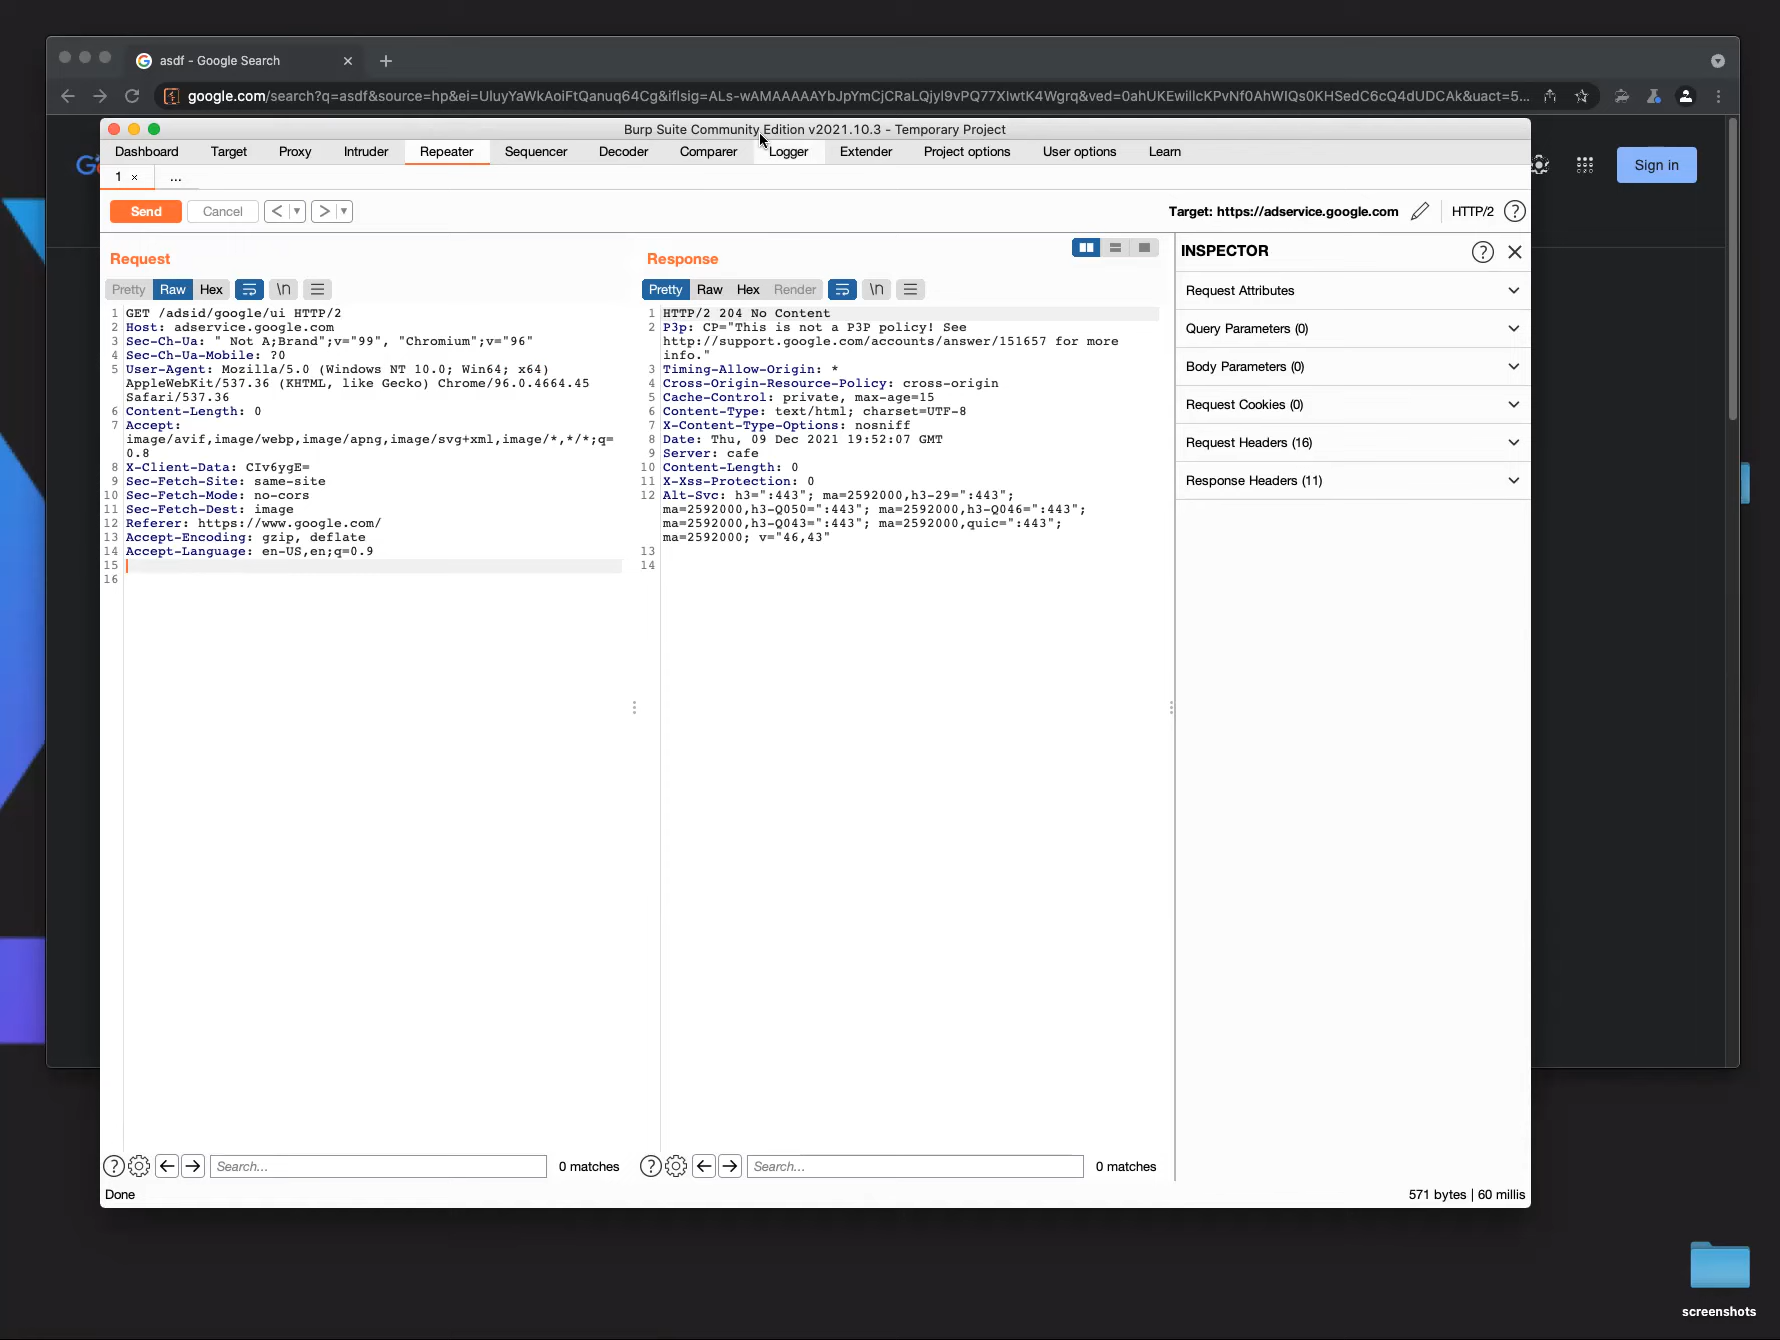 asdf - Google Search
google.com/search?q=asdf&source=hp&ei=UluyYaWkAoiFtQanuq64Cg&iflsig=ALs-wAMAAAAAYbJpYmCjCRaLQjyI9vPQ77XlwtK4Wgrq&ved=0ahUKEwillcKPvNf0AhWIQs0KHSedC6cQ4dUDCAk&uact=5...
Burp Suite Community Edition v2021.10.3 - Temporary Project
Dashboard Target Proxy Intruder Repeater Sequencer Decoder Comparer Logger Extender Project options User options Learn
Sign in
1 × ...
Send Cancel < > Target: https://adservice.google.com HTTP/2 ?
Request
Pretty Raw Hex \n
1 GET /adsid/google/ui HTTP/2
2 Host: adservice.google.com
3 Sec-Ch-Ua: " Not A;Brand";v="99", "Chromium";v="96"
4 Sec-Ch-Ua-Mobile: ?0
5 User-Agent: Mozilla/5.0 (Windows NT 10.0; Win64; x64)
AppleWebKit/537.36 (KHTML, like Gecko) Chrome/96.0.4664.45
Safari/537.36
6 Content-Length: 0
7 Accept:
image/avif,image/webp,image/apng,image/svg+xml,image/*,*/*;q=
0.8
8 X-Client-Data: CIv6ygE=
9 Sec-Fetch-Site: same-site
10 Sec-Fetch-Mode: no-cors
11 Sec-Fetch-Dest: image
12 Referer: https://www.google.com/
13 Accept-Encoding: gzip, deflate
14 Accept-Language: en-US,en;q=0.9
15
16
Response
Pretty Raw Hex Render \n
1 HTTP/2 204 No Content
2 P3p: CP="This is not a P3P policy! See
http://support.google.com/accounts/answer/151657 for more
info."
3 Timing-Allow-Origin: *
4 Cross-Origin-Resource-Policy: cross-origin
5 Cache-Control: private, max-age=15
6 Content-Type: text/html; charset=UTF-8
7 X-Content-Type-Options: nosniff
8 Date: Thu, 09 Dec 2021 19:52:07 GMT
9 Server: cafe
10 Content-Length: 0
11 X-Xss-Protection: 0
12 Alt-Svc: h3=":443"; ma=2592000,h3-29=":443";
ma=2592000,h3-Q050=":443"; ma=2592000,h3-Q046=":443";
ma=2592000,h3-Q043=":443"; ma=2592000,quic=":443";
ma=2592000; v="46,43"
13
14
INSPECTOR
Request Attributes
Query Parameters (0)
Body Parameters (0)
Request Cookies (0)
Request Headers (16)
Response Headers (11)
? Search... 0 matches
? Search... 0 matches
Done
571 bytes | 60 millis
screenshots